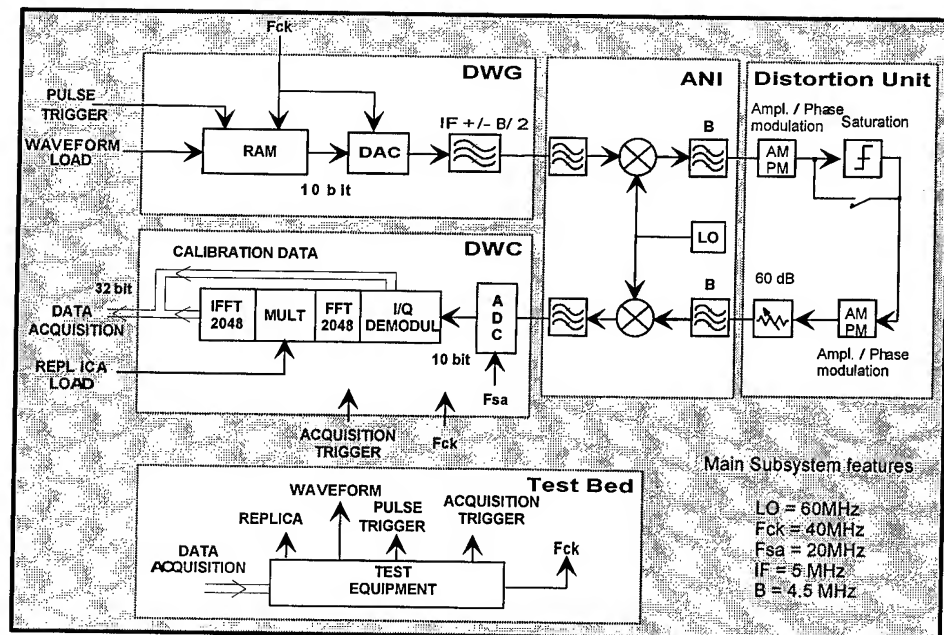 Fck
DWG
PULSE
TRIGGER
WAVEFORM
LOAD
RAM
10 bit
DAC
IF +/- B/ 2
ANI
B
LO
B
Distortion Unit
Ampl. / Phase
modulation
Saturation
AM
PM
60 dB
AM
PM
Ampl. / Phase
modulation
DWC
CALIBRATION DATA
32 bit
DATA
ACQUISITION
IFFT
2048
MULT
FFT
2048
I/Q
DEMODUL
A
D
C
10 bit
REPLICA
LOAD
Fsa
ACQUISITION
TRIGGER
Fck
Test Bed
WAVEFORM
REPLICA
PULSE
TRIGGER
ACQUISITION
TRIGGER
Fck
DATA
ACQUISITION
TEST
EQUIPMENT
Main Subsystem features
LO = 60MHz
Fck = 40MHz
Fsa = 20MHz
IF = 5 MHz
B = 4.5 MHz